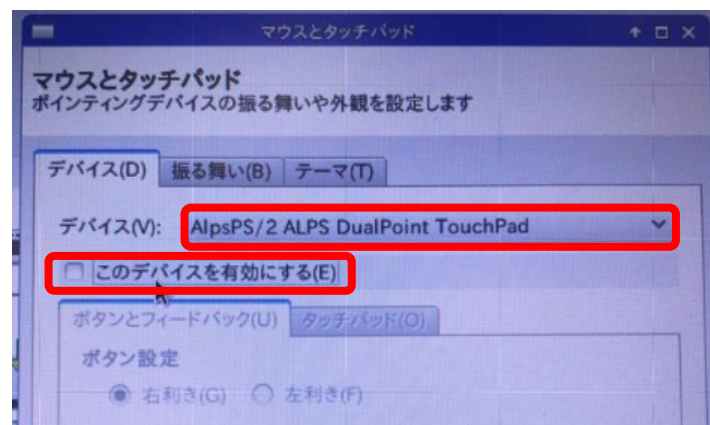 マウスとタッチパッド
マウスとタッチパッド
ポインティングデバイスの振る舞いや外観を設定します
デバイス(D) 振る舞い(B) テーマ(T)
デバイス(V): AlpsPS/2 ALPS DualPoint TouchPad
このデバイスを有効にする(E)
ボタンとフィードバック(U) タッチパッド(O)
ボタン設定
右利き(G) 左利き(F)